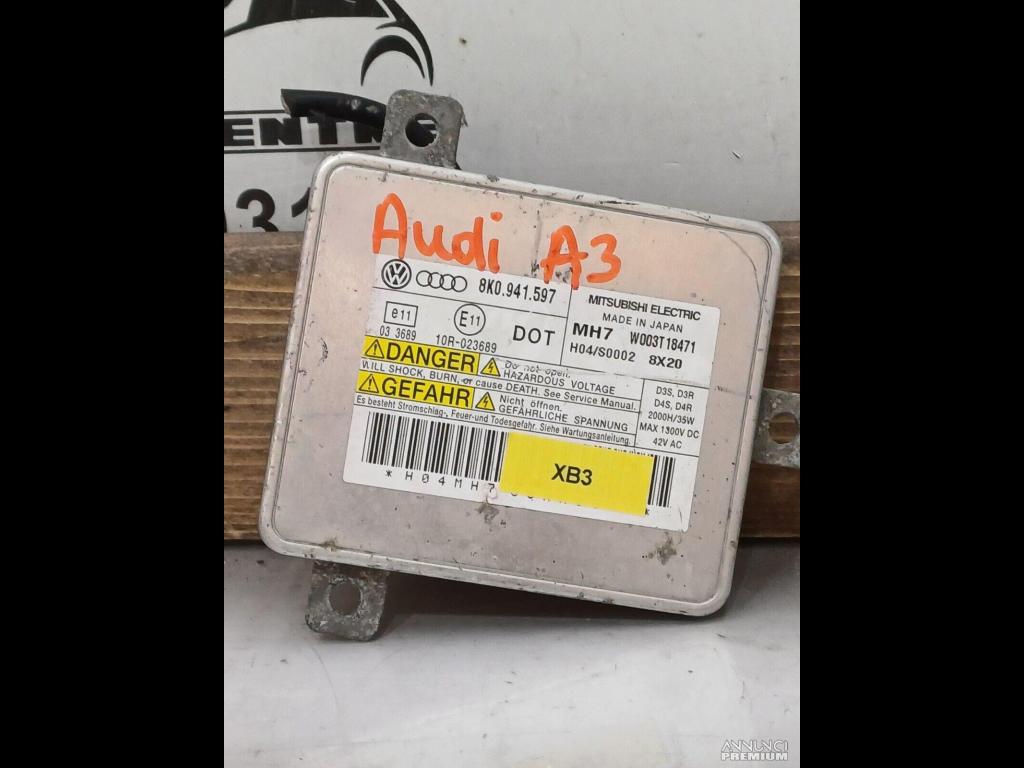 ENTR
031
Audi A3
8K0.941.597
MITSUBISHI ELECTRIC
MADE IN JAPAN
e11
03 3689
E11
10R-023689
DOT
MH7 W003T18471
H04/S0002 8X20
DANGER
Do not open.
HAZARDOUS VOLTAGE
WILL SHOCK, BURN, or cause DEATH. See Service Manual.
GEFAHR
Nicht öffnen.
GEFÄHRLICHE SPANNUNG
Es besteht Stromschlag-, Feuer-und Todesgefahr. Siehe Wartungsanleitung.
D3S, D3R
D4S, D4R
2000H/35W
MAX 1300V DC
42V AC
XB3
*H04MH7
*
ANNUNCI
PREMIUM